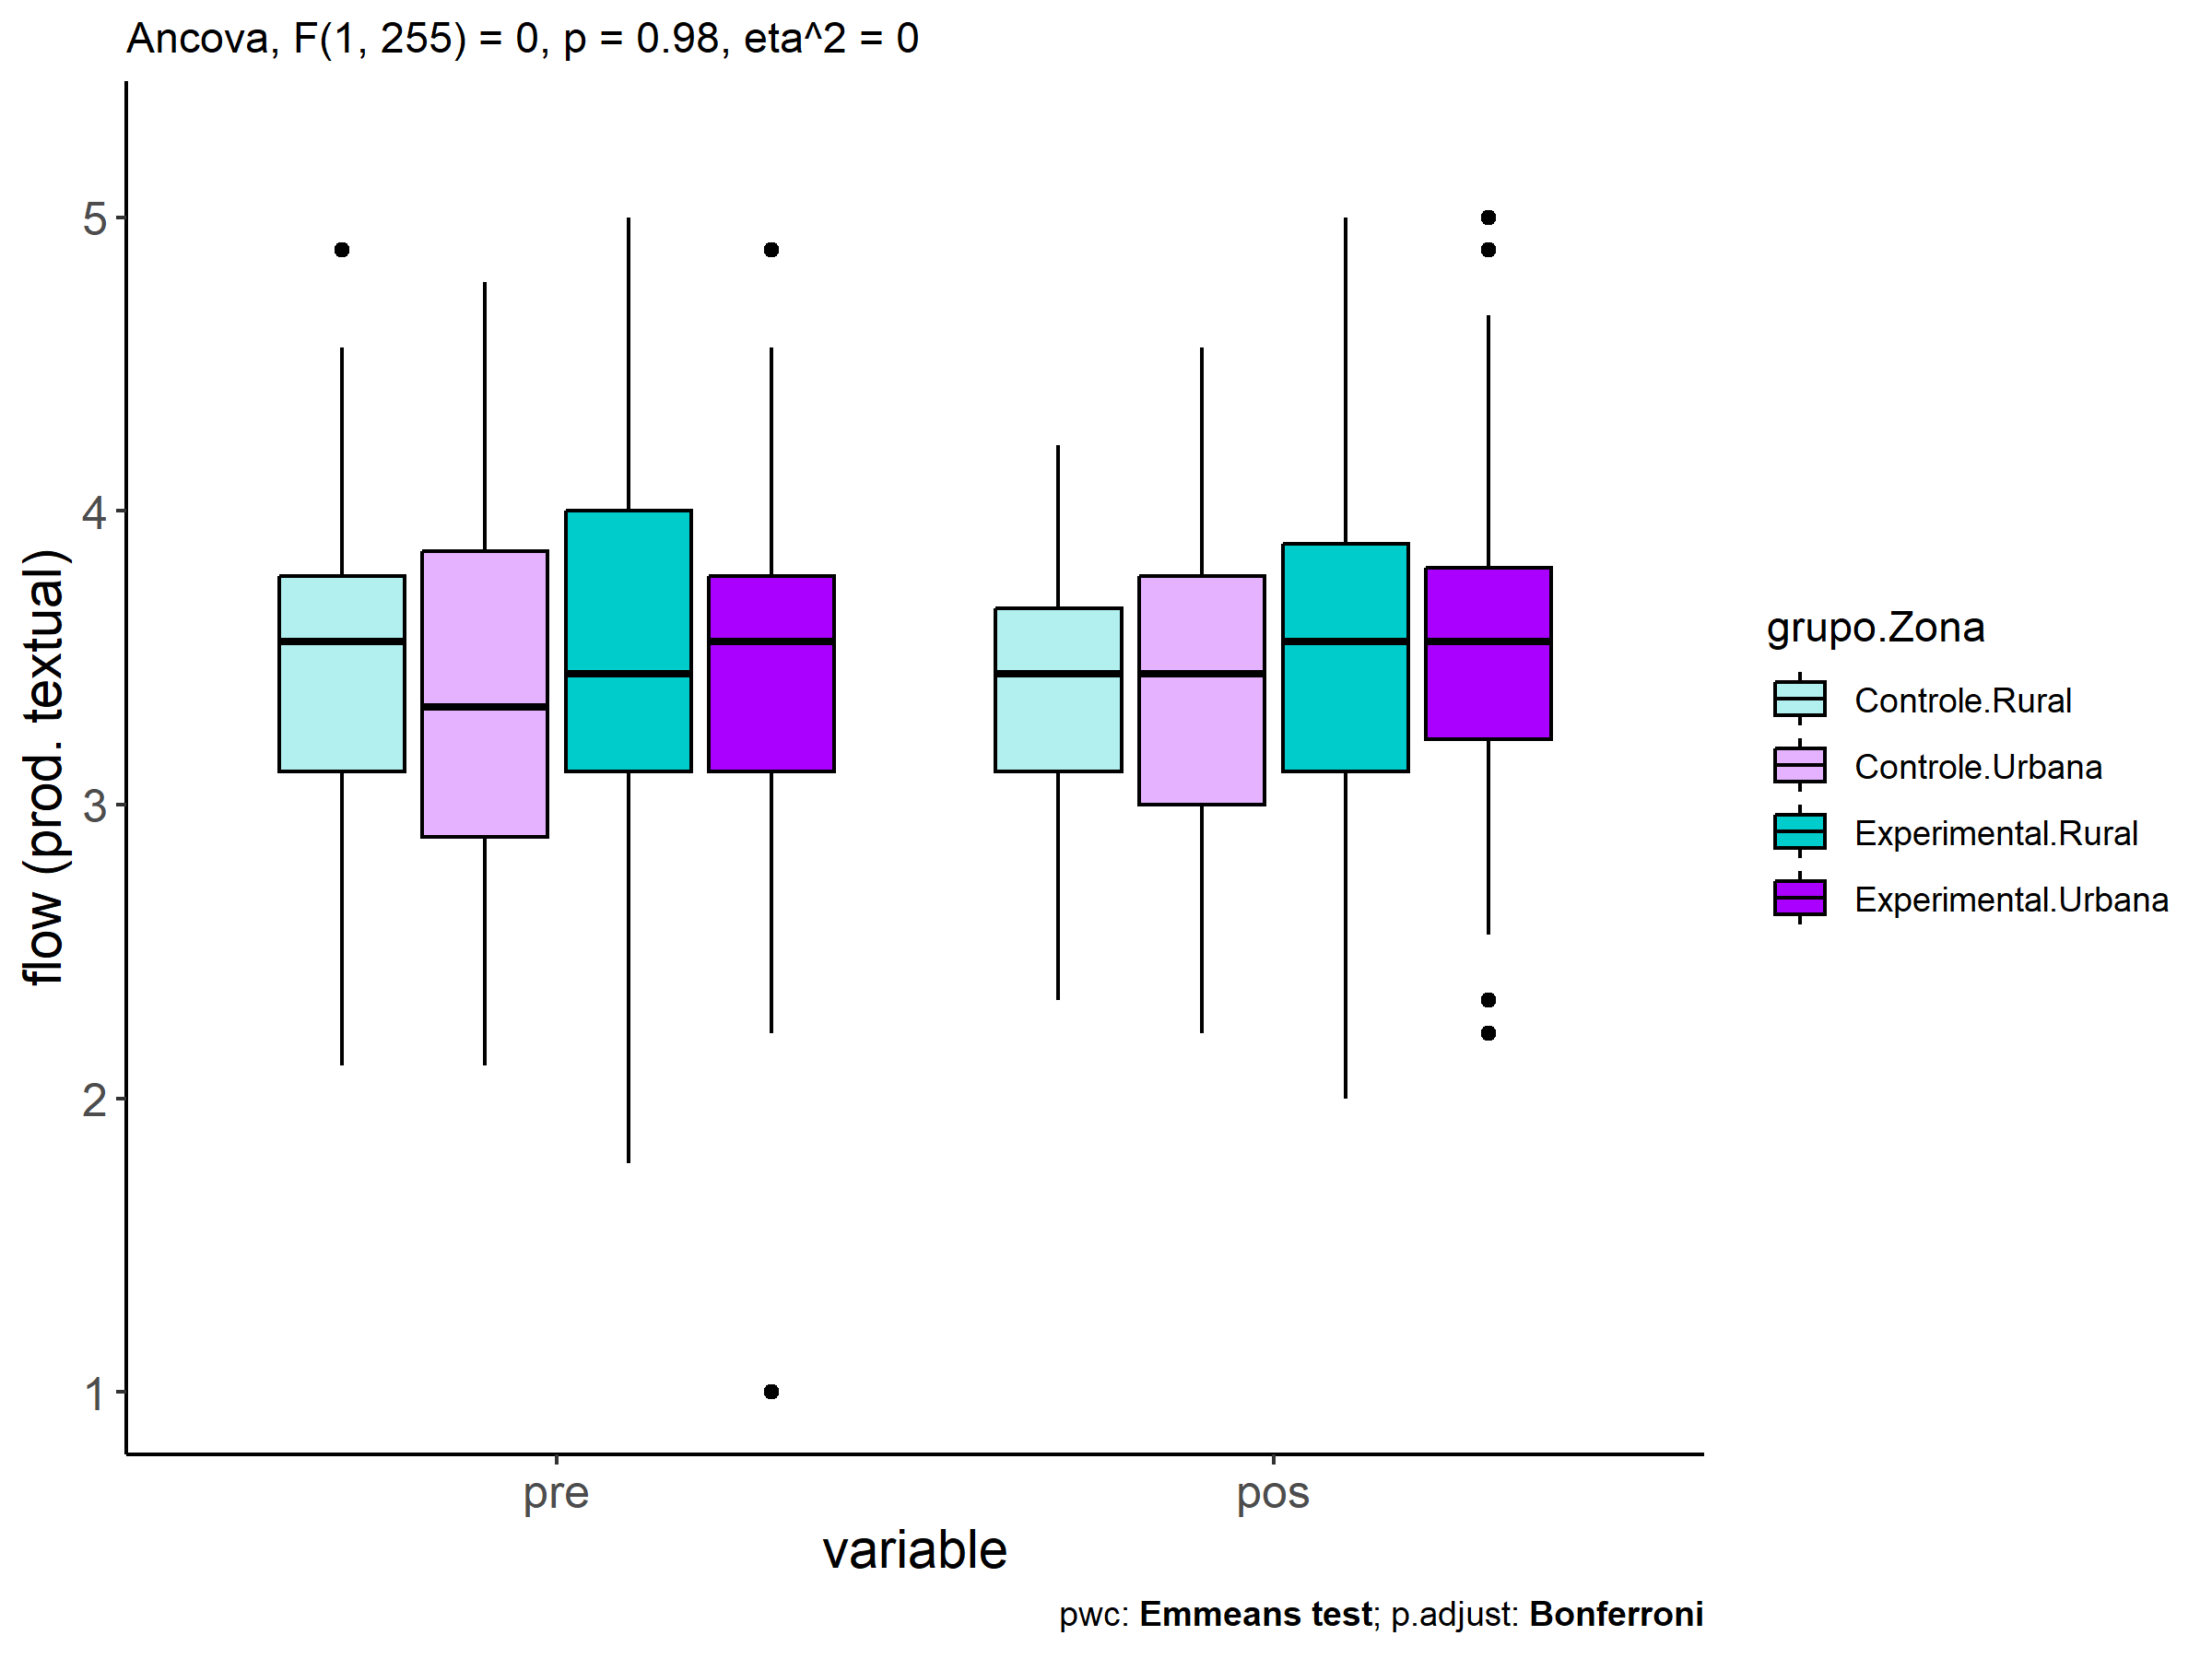 Ancova, F(1, 255) = 0, p = 0.98, eta^2 = 0
flow (prod. textual)
5
4
3
2
1
pre
pos
variable
grupo.Zona
Controle.Rural
Controle.Urbana
Experimental.Rural
Experimental.Urbana
pwc: Emmeans test; p.adjust: Bonferroni